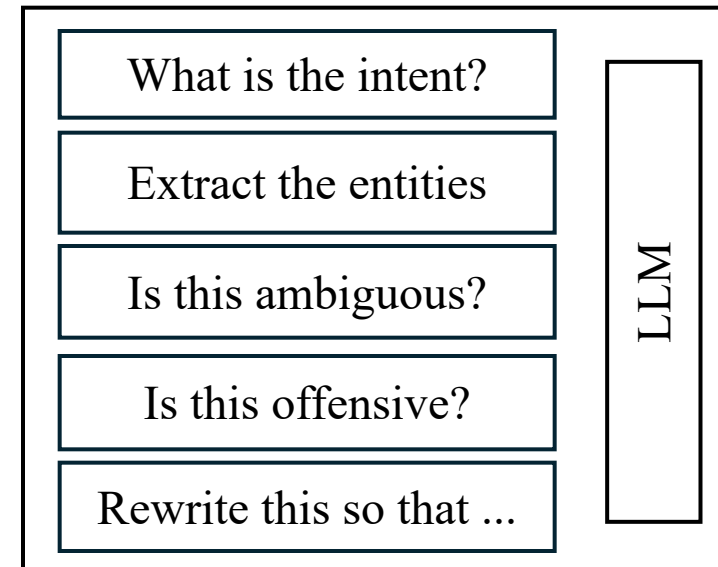 What is the intent?
Extract the entities
Is this ambiguous?
Is this offensive?
Rewrite this so that ...
LLM